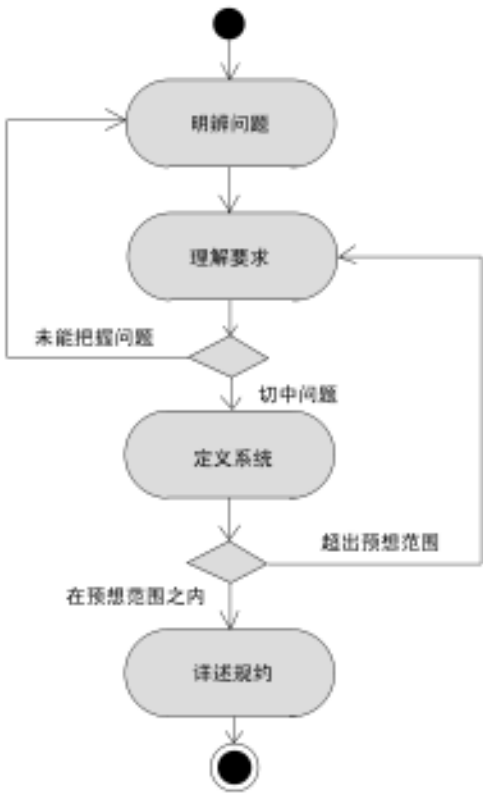 明辨问题
理解要求
未能把握问题
切中问题
定义系统
超出预想范围
在预想范围之内
详述规约